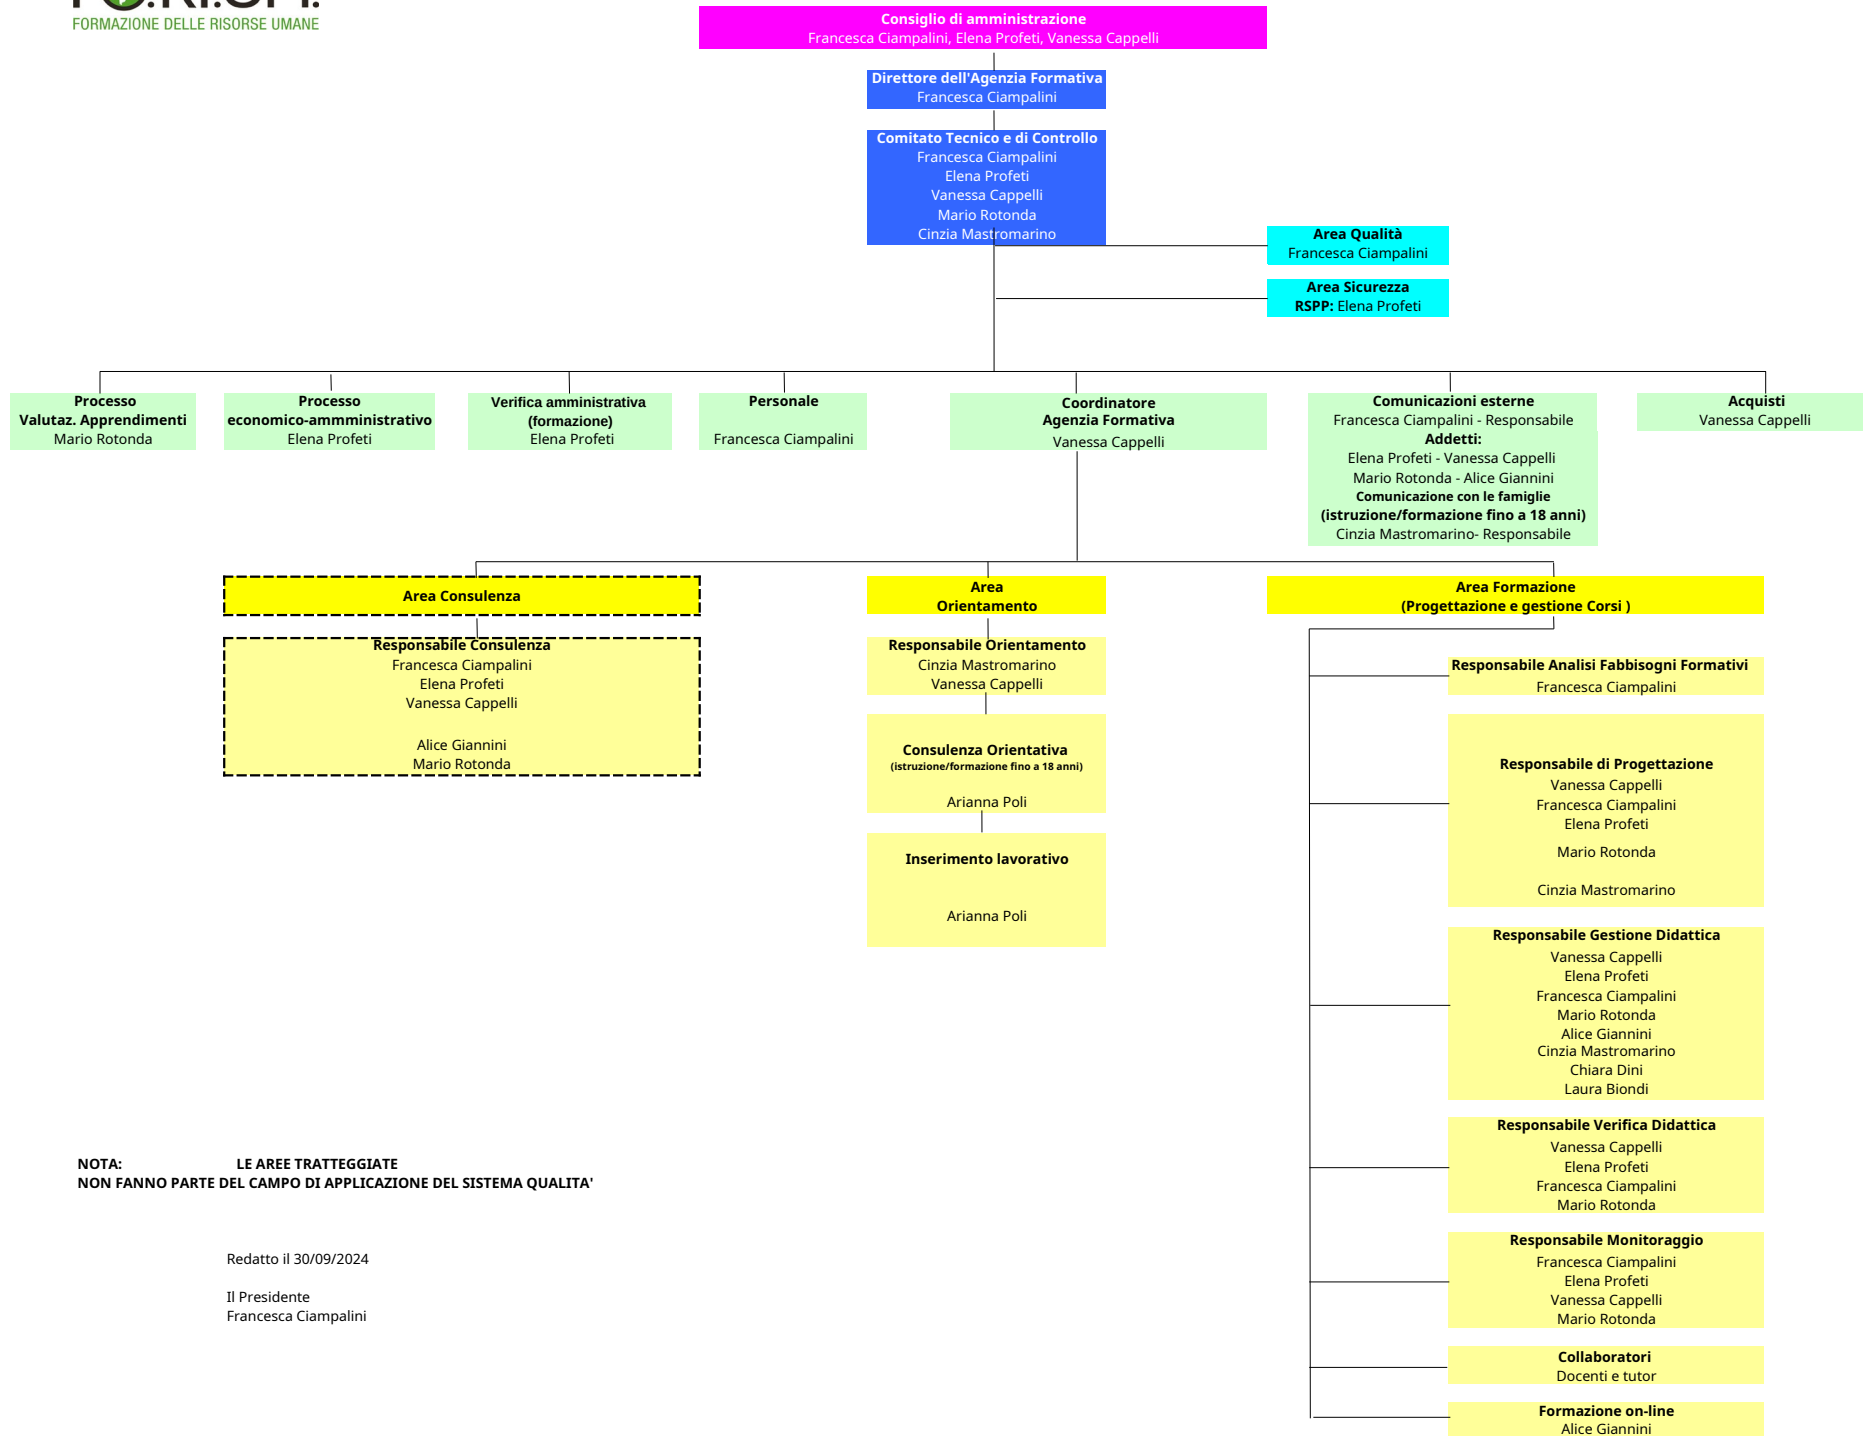 FORMAZIONE DELLE RISORSE UMANE
Consiglio di amministrazione
Francesca Ciampalini, Elena Profeti, Vanessa Cappelli
Direttore dell'Agenzia Formativa
Francesca Ciampalini
Comitato Tecnico e di Controllo
Francesca Ciampalini
Elena Profeti
Vanessa Cappelli
Mario Rotonda
Cinzia Mastromarino
Area Qualità
Francesca Ciampalini
Area Sicurezza
RSPP: Elena Profeti
Processo
Valutaz. Apprendimenti
Mario Rotonda
Processo
economico-ammministrativo
Elena Profeti
Verifica amministrativa
(formazione)
Elena Profeti
Personale
Francesca Ciampalini
Coordinatore
Agenzia Formativa
Vanessa Cappelli
Comunicazioni esterne
Francesca Ciampalini - Responsabile
Addetti:
Elena Profeti - Vanessa Cappelli
Mario Rotonda - Alice Giannini
Comunicazione con le famiglie
(istruzione/formazione fino a 18 anni)
Cinzia Mastromarino- Responsabile
Acquisti
Vanessa Cappelli
Area Consulenza
Responsabile Consulenza
Francesca Ciampalini
Elena Profeti
Vanessa Cappelli
Alice Giannini
Mario Rotonda
Area
Orientamento
Responsabile Orientamento
Cinzia Mastromarino
Vanessa Cappelli
Consulenza Orientativa
(istruzione/formazione fino a 18 anni)
Arianna Poli
Inserimento lavorativo
Arianna Poli
Area Formazione
(Progettazione e gestione Corsi )
Responsabile Analisi Fabbisogni Formativi
Francesca Ciampalini
Responsabile di Progettazione
Vanessa Cappelli
Francesca Ciampalini
Elena Profeti
Mario Rotonda
Cinzia Mastromarino
Responsabile Gestione Didattica
Vanessa Cappelli
Elena Profeti
Francesca Ciampalini
Mario Rotonda
Alice Giannini
Cinzia Mastromarino
Chiara Dini
Laura Biondi
Responsabile Verifica Didattica
Vanessa Cappelli
Elena Profeti
Francesca Ciampalini
Mario Rotonda
Responsabile Monitoraggio
Francesca Ciampalini
Elena Profeti
Vanessa Cappelli
Mario Rotonda
Collaboratori
Docenti e tutor
Formazione on-line
Alice Giannini
NOTA: LE AREE TRATTEGGIATE
NON FANNO PARTE DEL CAMPO DI APPLICAZIONE DEL SISTEMA QUALITA'
Redatto il 30/09/2024
Il Presidente
Francesca Ciampalini